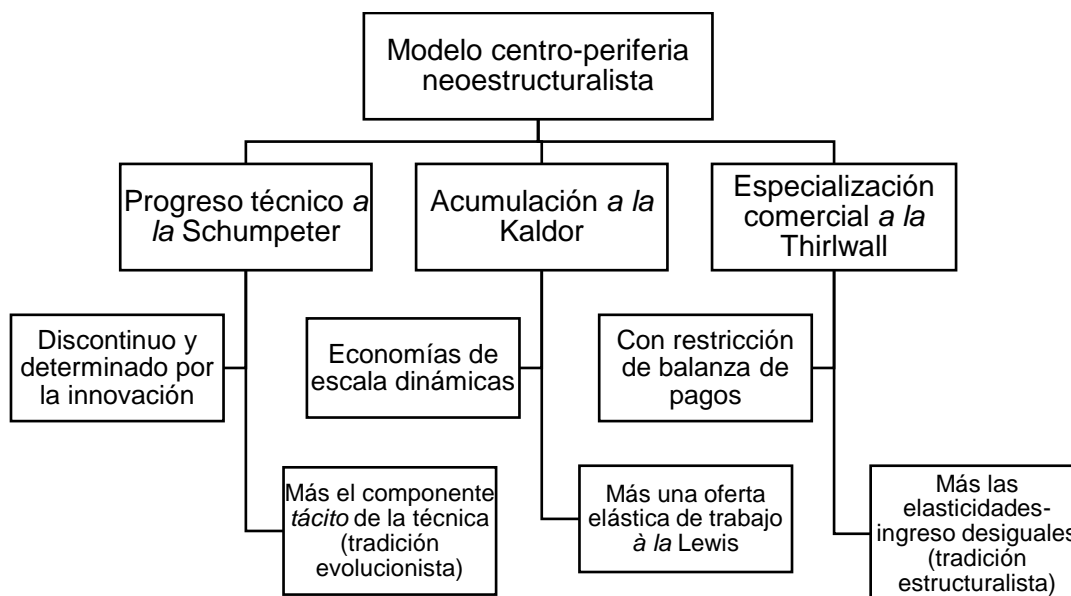 Modelo centro-periferia
neoestructuralista
Progreso técnico a
la Schumpeter
Acumulación a la
Kaldor
Especialización
comercial a la
Thirlwall
Discontinuo y
determinado por
la innovación
Economías de
escala dinámicas
Con restricción
de balanza de
pagos
Más el componente
tácito de la técnica
(tradición
evolucionista)
Más una oferta
elástica de trabajo
à la Lewis
Más las
elasticidades-
ingreso desiguales
(tradición
estructuralista)